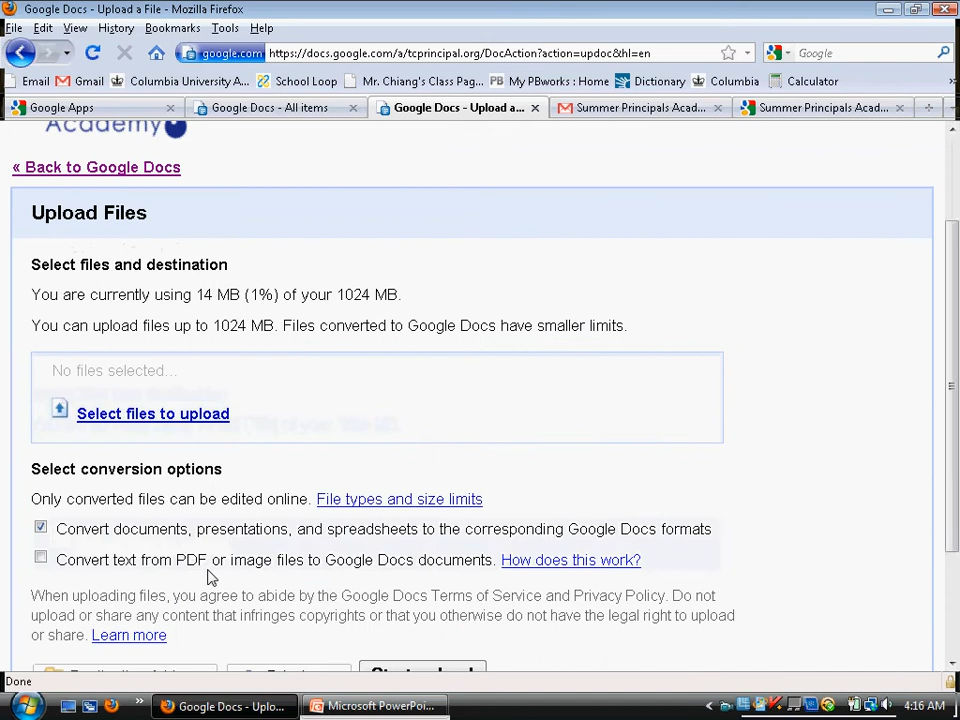 Google Docs - Upload a File - Mozilla Firefox
File Edit View History Bookmarks Tools Help
google.com https://docs.google.com/a/tcprincipal.org/DocAction?action=updoc&hl=en Google
Email Gmail Columbia University A... School Loop Mr. Chiang's Class Pag... PB My PBworks : Home Dictionary Columbia Calculator
Google Apps Google Docs - All items Google Docs - Upload a... Summer Principals Acad... Summer Principals Acad...
Academy
« Back to Google Docs
Upload Files
Select files and destination
You are currently using 14 MB (1%) of your 1024 MB.
You can upload files up to 1024 MB. Files converted to Google Docs have smaller limits.
No files selected...
Select files to upload
Select conversion options
Only converted files can be edited online. File types and size limits
Convert documents, presentations, and spreadsheets to the corresponding Google Docs formats
Convert text from PDF or image files to Google Docs documents. How does this work?
When uploading files, you agree to abide by the Google Docs Terms of Service and Privacy Policy. Do not
upload or share any content that infringes copyrights or that you otherwise do not have the legal right to upload
or share. Learn more
Done
Google Docs - Uplo... Microsoft PowerPoi... 4:16 AM